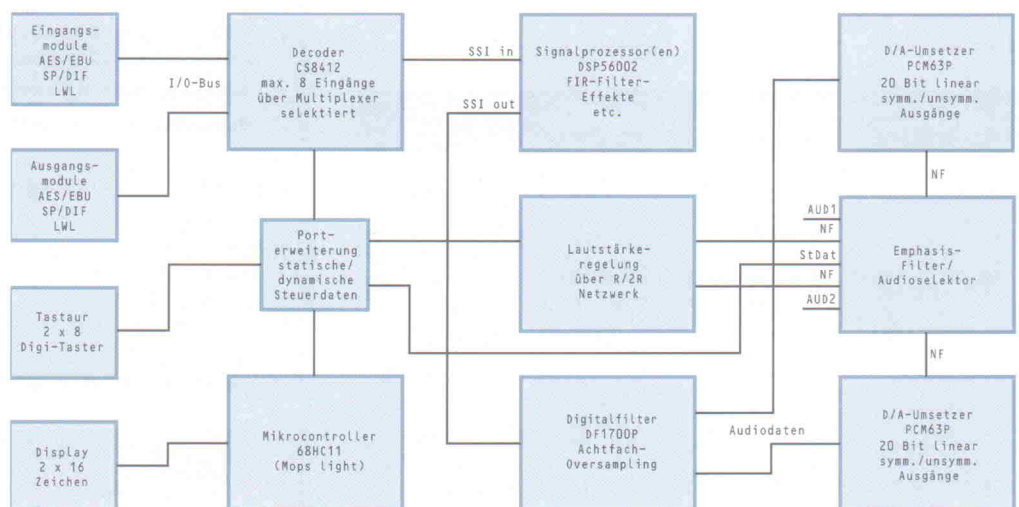 Eingangs-
module
AES/EBU
SP/DIF
LWL
I/O-Bus
Decoder
CS8412
max. 8 Eingänge
über Multiplexer
selektiert
SSI in
SSI out
Signalprozessor(en)
DSP56002
FIR-Filter-
Effekte
etc.
D/A-Umsetzer
PCM63P
20 Bit linear
symm./unsymm.
Ausgänge
Ausgangs-
module
AES/EBU
SP/DIF
LWL
NF
Port-
erweiterung
statische/
dynamische
Steuerdaten
Lautstärke-
regelung
über R/2R
Netzwerk
AUD1
NF
StDat
NF
AUD2
Emphasis-
Filter/
Audioselektor
Tastaur
2 x 8
Digi-Taster
NF
Display
2 x 16
Zeichen
Mikrocontroller
68HC11
(Mops light)
Digitalfilter
DF1700P
Achtfach-
Oversampling
Audiodaten
D/A-Umsetzer
PCM63P
20 Bit linear
symm./unsymm.
Ausgänge